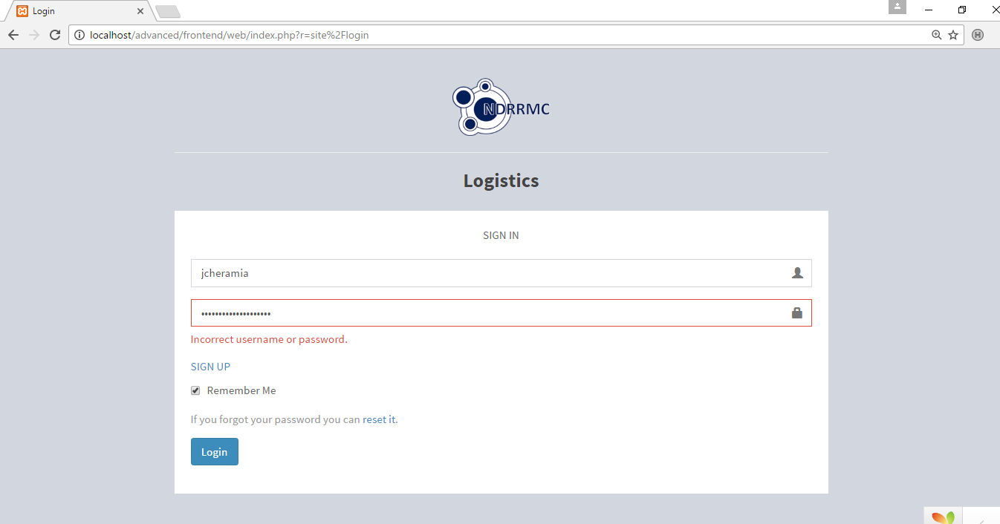 Login
localhost/advanced/frontend/web/index.php?r=site%2Flogin
NDRRMC
Logistics
SIGN IN
jcheramia
••••••••••••••••••••
Incorrect username or password.
SIGN UP
Remember Me
If you forgot your password you can reset it.
Login